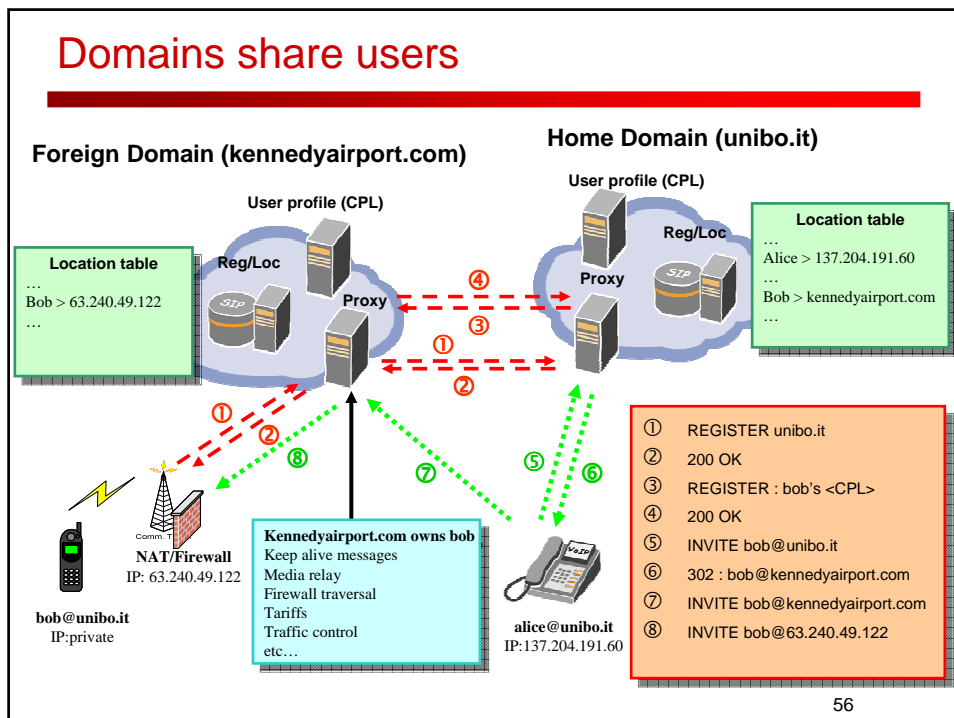 Domains share users
Foreign Domain (kennedyairport.com)
Home Domain (unibo.it)
User profile (CPL)
User profile (CPL)
Location table
…
Bob > 63.240.49.122
…
Reg/Loc
Proxy
④
③
①
②
Reg/Loc
SIP
Proxy
Location table
…
Alice > 137.204.191.60
…
Bob > kennedyairport.com
…
SIP
①
②
⑧
⑦
⑤
⑥
Comm. T
NAT/Firewall
IP: 63.240.49.122
bob@unibo.it
IP:private
Kennedyairport.com owns bob
Keep alive messages
Media relay
Firewall traversal
Tariffs
Traffic control
etc…
VoIP
alice@unibo.it
IP:137.204.191.60
① REGISTER unibo.it
② 200 OK
③ REGISTER : bob's <CPL>
④ 200 OK
⑤ INVITE bob@unibo.it
⑥ 302 : bob@kennedyairport.com
⑦ INVITE bob@kennedyairport.com
⑧ INVITE bob@63.240.49.122
56